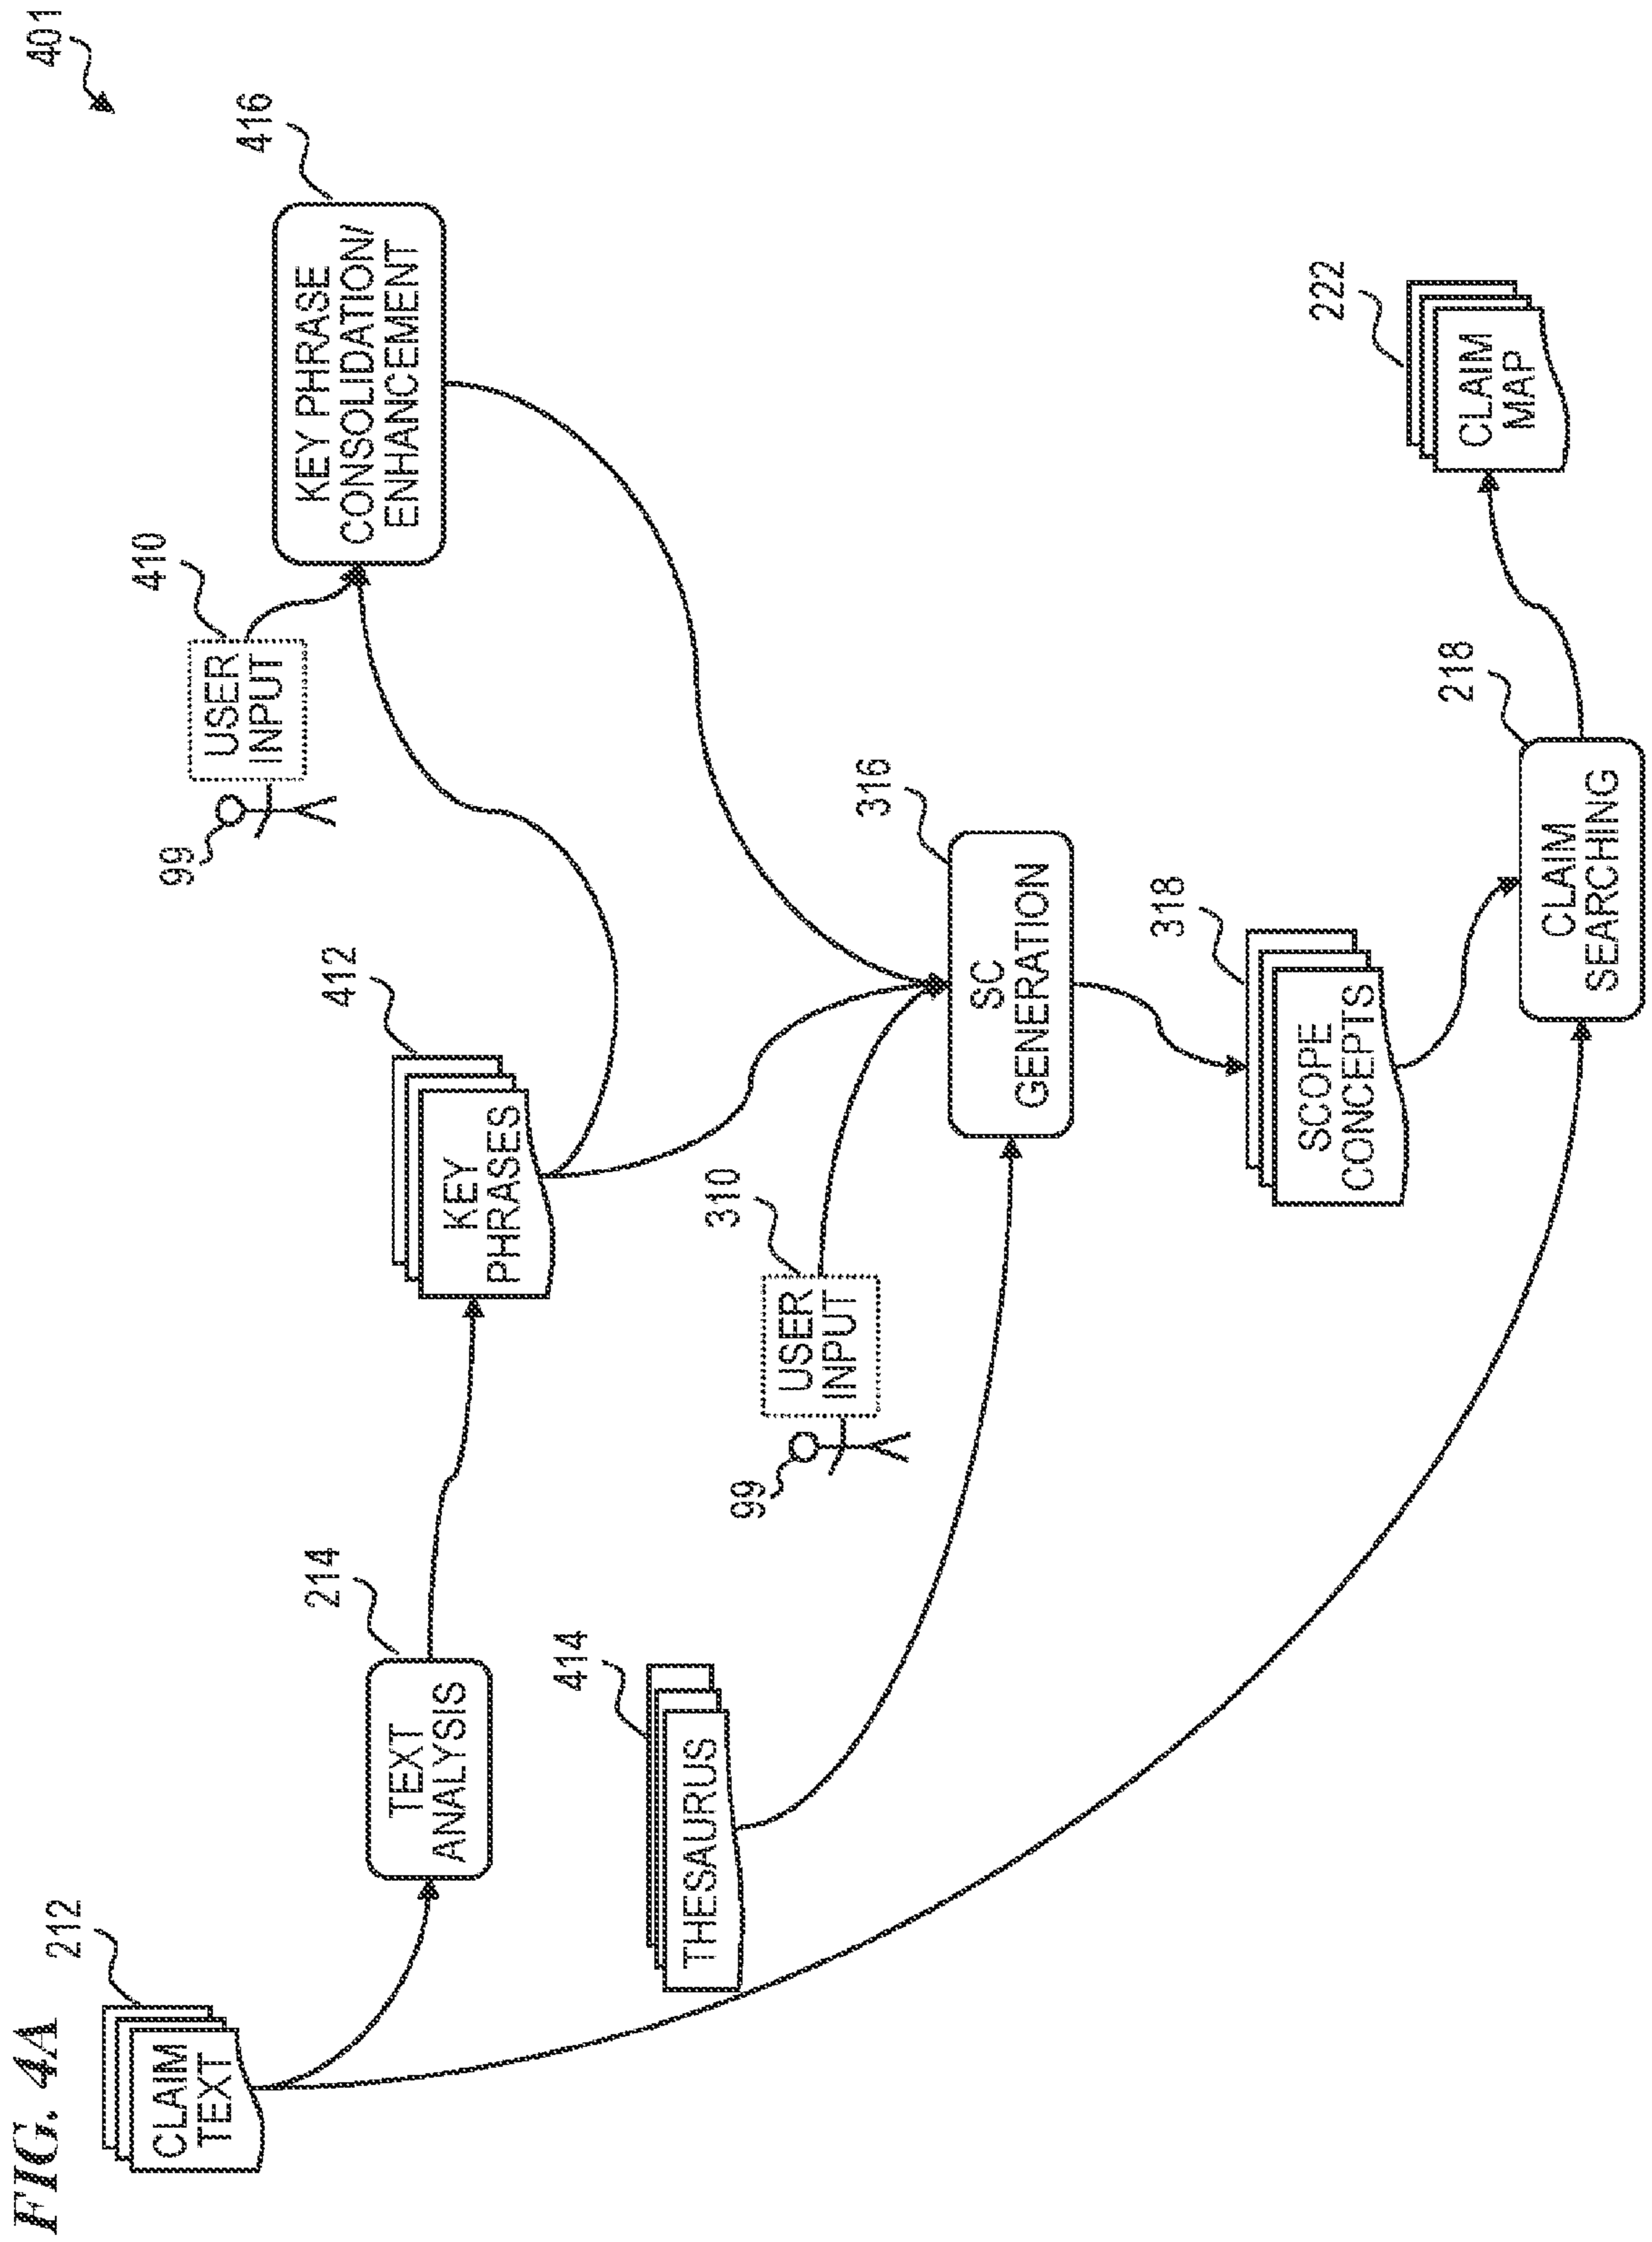 FIG. 4A
401
212
CLAIM
TEXT
214
TEXT
ANALYSIS
412
KEY
PHRASES
99
USER
INPUT
410
KEY PHRASE
CONSOLIDATION/
ENHANCEMENT
416
414
THESAURUS
99
USER
INPUT
310
SC
GENERATION
316
SCOPE
CONCEPTS
318
CLAIM
SEARCHING
218
CLAIM
MAP
222